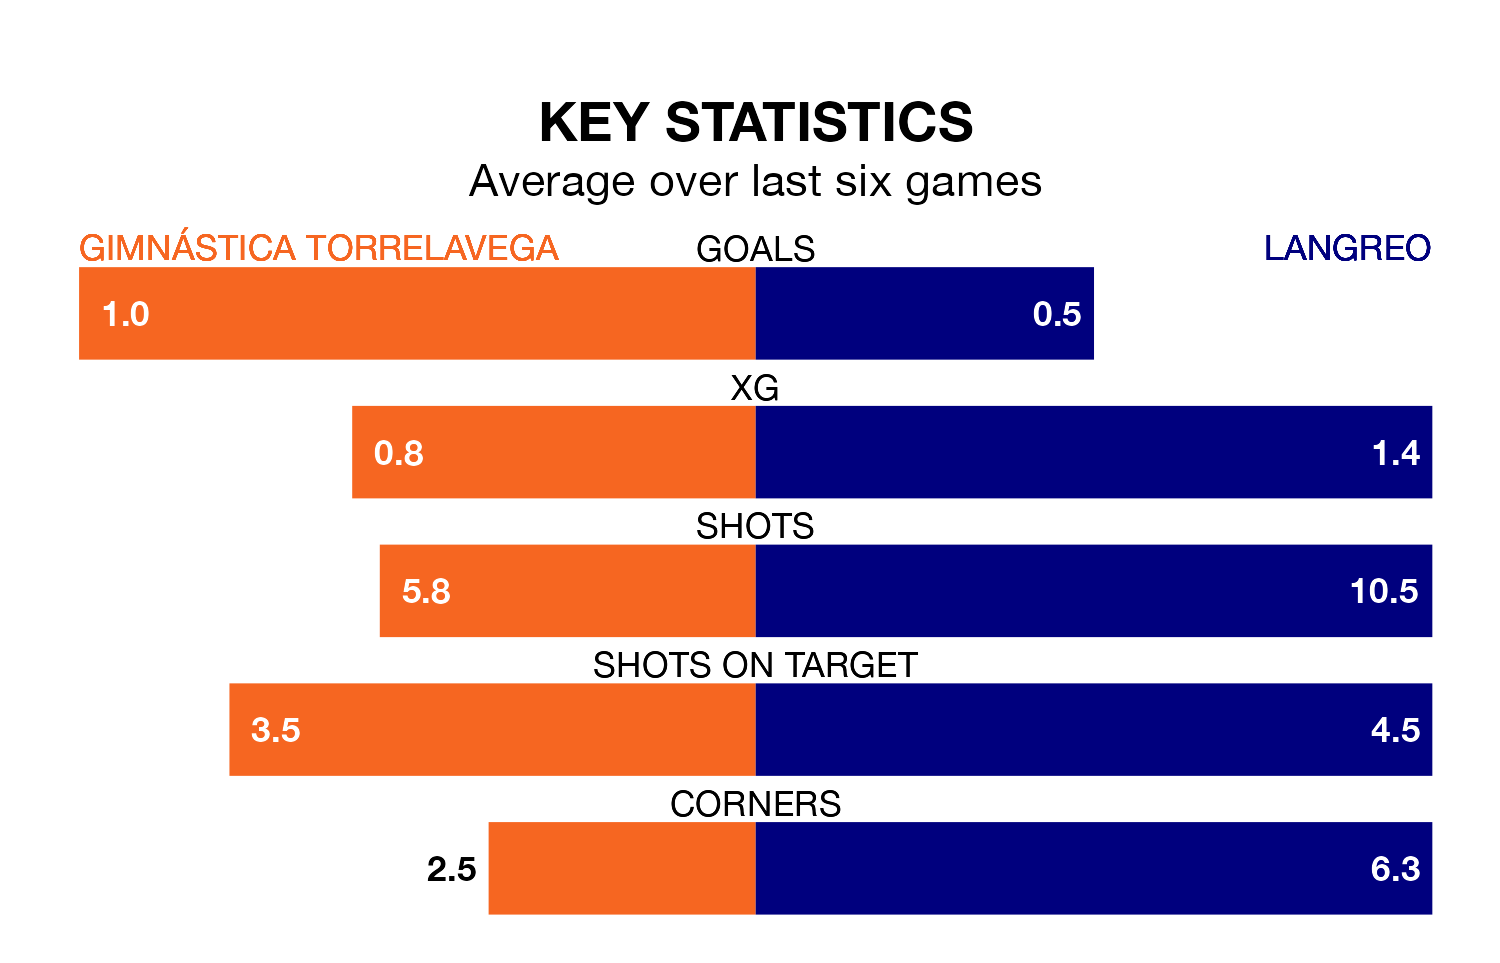 KEY STATISTICS
Average over last six games
GIMNÁSTICA TORRELAVEGA GOALS LANGREO
1.0 0.5
XG
0.8 1.4
SHOTS
5.8 10.5
SHOTS ON TARGET
3.5 4.5
CORNERS
2.5 6.3